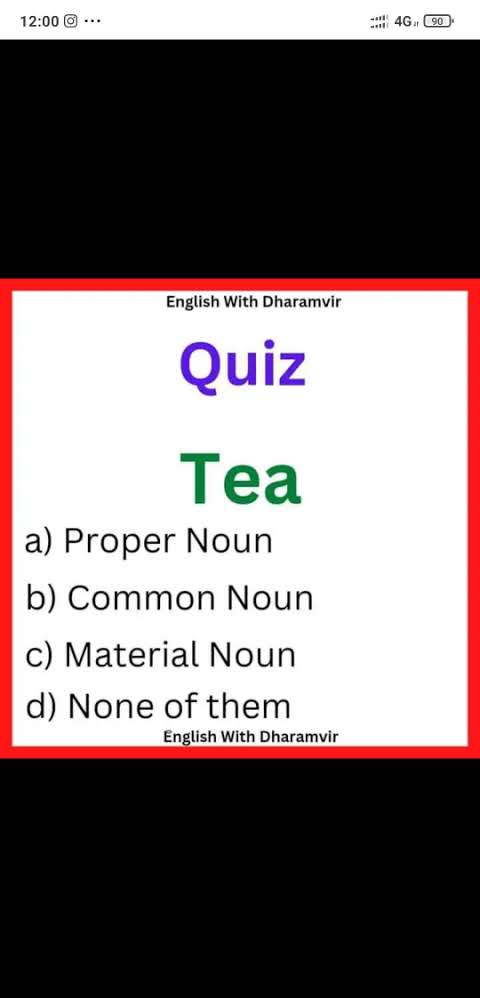 12:00 ...
4G 90
English With Dharamvir
Quiz
Tea
a) Proper Noun
b) Common Noun
c) Material Noun
d) None of them
English With Dharamvir